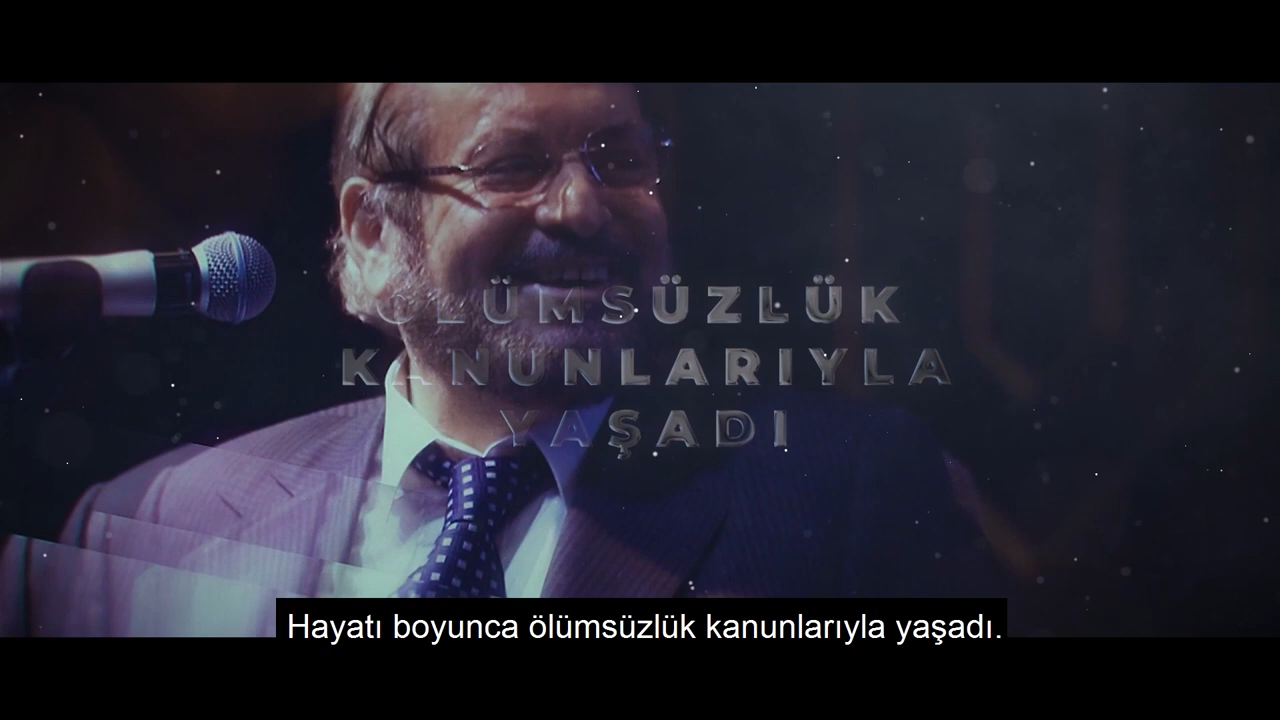 ÖLÜMSÜZLÜK
KANUNLARIYLA
YAŞADI
Hayatı boyunca ölümsüzlük kanunlarıyla yaşadı.